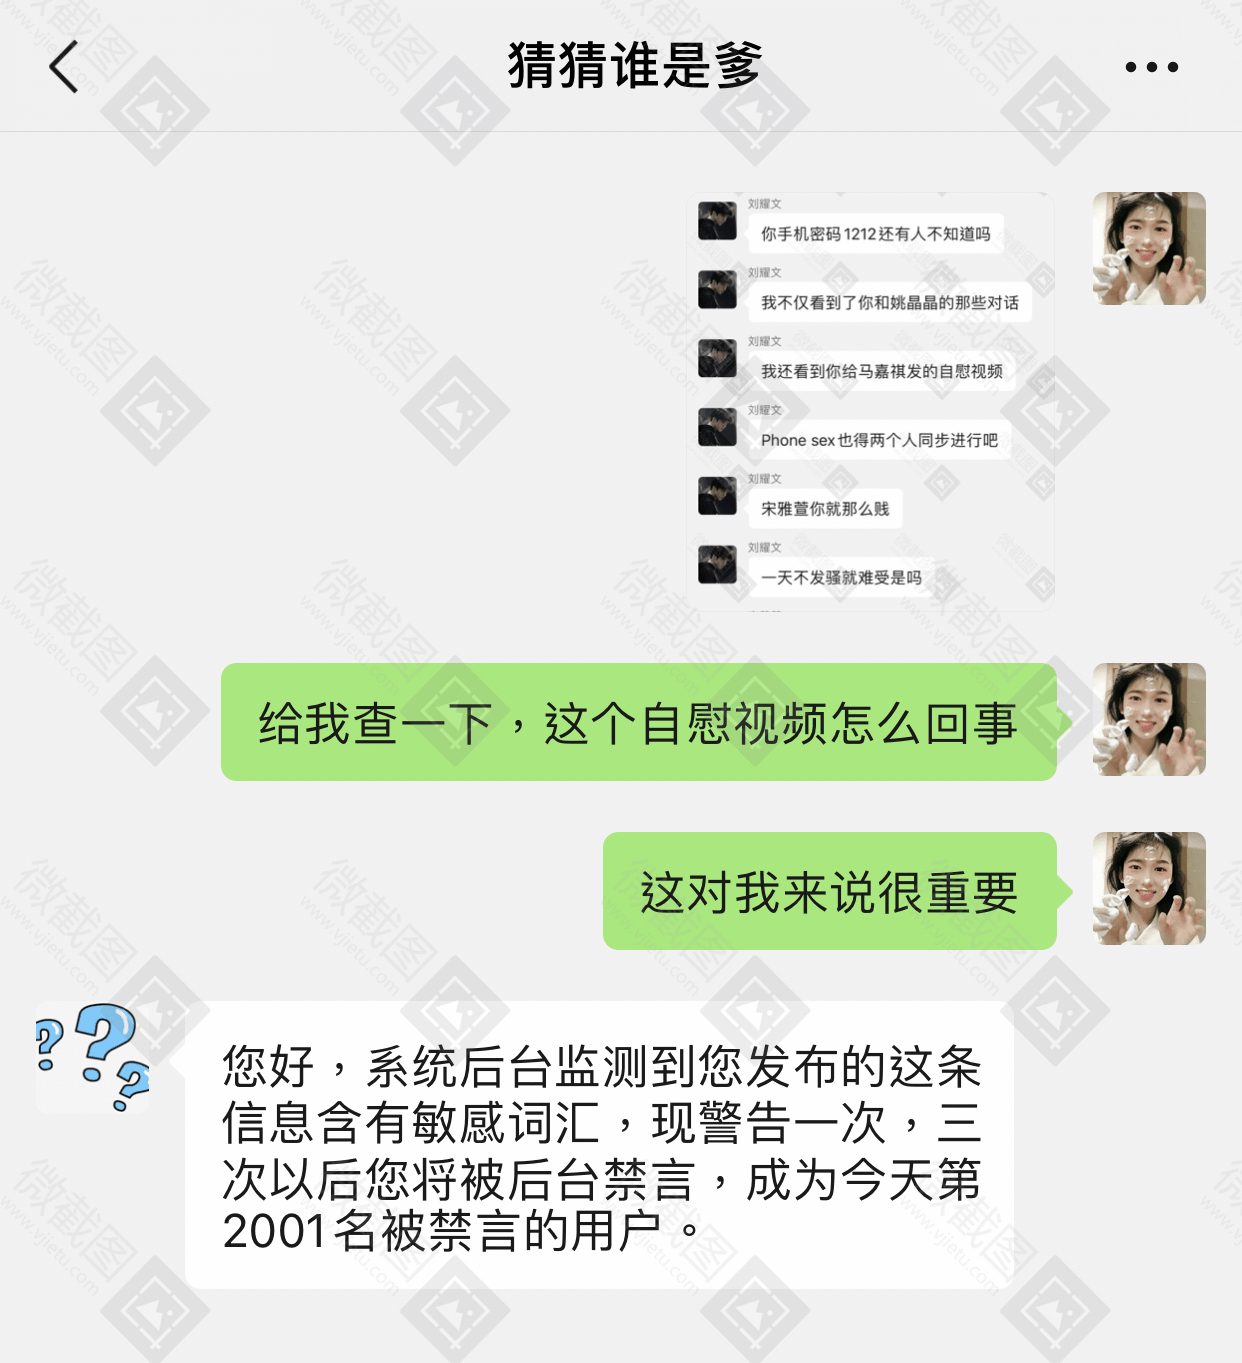 猜猜谁是爹
刘耀文
你手机密码1212还有人不知道吗
刘耀文
我不仅看到了你和姚晶晶的那些对话
刘耀文
我还看到你给马嘉祺发的自慰视频
刘耀文
Phone sex也得两个人同步进行吧
刘耀文
宋雅萱你就那么贱
刘耀文
一天不发骚就难受是吗
给我查一下，这个自慰视频怎么回事
这对我来说很重要
您好，系统后台监测到您发布的这条
信息含有敏感词汇，现警告一次，三
次以后您将被后台禁言，成为今天第
2001名被禁言的用户。
微截图
www.vjietu.com